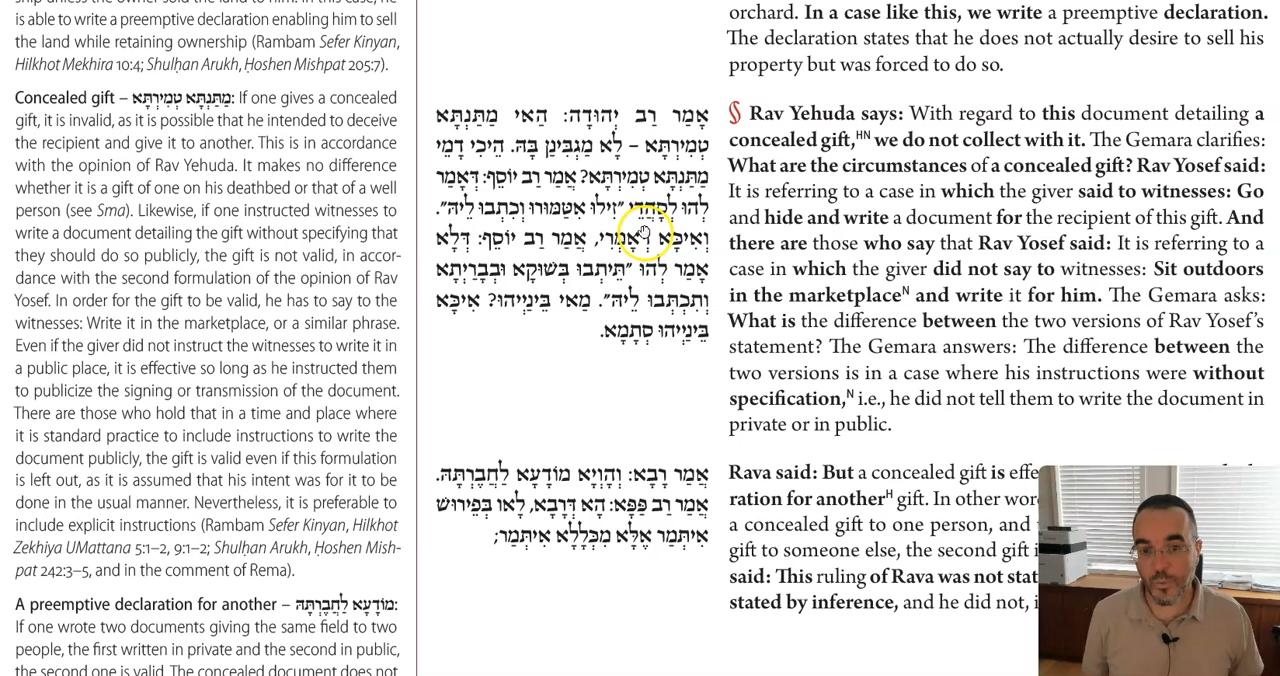 ship unless the owner sold the land to him. In this case, he
is able to write a preemptive declaration enabling him to sell
the land while retaining ownership (Rambam Sefer Kinyan,
Hilkhot Mekhira 10:4; Shulḥan Arukh, Ḥoshen Mishpat 205:7).
Concealed gift – מַתַּנְתָּא טְמִירְתָּא: If one gives a concealed
gift, it is invalid, as it is possible that he intended to deceive
the recipient and give it to another. This is in accordance
with the opinion of Rav Yehuda. It makes no difference
whether it is a gift of one on his deathbed or that of a well
person (see Sma). Likewise, if one instructed witnesses to
write a document detailing the gift without specifying that
they should do so publicly, the gift is not valid, in accor-
dance with the second formulation of the opinion of Rav
Yosef. In order for the gift to be valid, he has to say to the
witnesses: Write it in the marketplace, or a similar phrase.
Even if the giver did not instruct the witnesses to write it in
a public place, it is effective so long as he instructed them
to publicize the signing or transmission of the document.
There are those who hold that in a time and place where
it is standard practice to include instructions to write the
document publicly, the gift is valid even if this formulation
is left out, as it is assumed that his intent was for it to be
done in the usual manner. Nevertheless, it is preferable to
include explicit instructions (Rambam Sefer Kinyan, Hilkhot
Zekhiya UMattana 5:1–2, 9:1–2; Shulḥan Arukh, Ḥoshen Mish-
pat 242:3–5, and in the comment of Rema).
A preemptive declaration for another – מוֹדָעָא לַחֲבֶרְתָּהּ:
If one wrote two documents giving the same field to two
people, the first written in private and the second in public,
the second one is valid. The concealed document does not
אָמַר רַב יְהוּדָה: הַאי מַתַּנְתָּא
טְמִירְתָּא – לָא מַגְבִּינַן בָּהּ. הֵיכִי דָמֵי
מַתַּנְתָּא טְמִירְתָּא? אֲמַר רַב יוֹסֵף: דְּאָמַר
לְהוּ לְסָהֲדֵי "זִילוּ אִטַּמּוּרוּ וְכִתְבוּ לֵיהּ".
וְאִיכָּא דְּאָמְרִי, אֲמַר רַב יוֹסֵף: דְּלָא
אָמַר לְהוּ "תֵּיתְבוּ בְּשׁוּקָא וּבְבָרְיָתָא
וְתִכְתְּבוּ לֵיהּ". מַאי בֵּינַיְיהוּ? אִיכָּא
בֵּינַיְיהוּ סְתָמָא.
אֲמַר רָבָא: וְהָוְיָא מוֹדָעָא לַחֲבֶרְתָּהּ.
אֲמַר רַב פַּפָּא: הָא דְּרָבָא, לָאו בְּפֵירוּשׁ
אִיתְּמַר אֶלָּא מִכְּלָלָא אִיתְּמַר;
orchard. In a case like this, we write a preemptive declaration.
The declaration states that he does not actually desire to sell his
property but was forced to do so.
§ Rav Yehuda says: With regard to this document detailing a
concealed gift,HN we do not collect with it. The Gemara clarifies:
What are the circumstances of a concealed gift? Rav Yosef said:
It is referring to a case in which the giver said to witnesses: Go
and hide and write a document for the recipient of this gift. And
there are those who say that Rav Yosef said: It is referring to a
case in which the giver did not say to witnesses: Sit outdoors
in the marketplaceN and write it for him. The Gemara asks:
What is the difference between the two versions of Rav Yosef's
statement? The Gemara answers: The difference between the
two versions is in a case where his instructions were without
specification,N i.e., he did not tell them to write the document in
private or in public.
Rava said: But a concealed gift is effe
ration for anotherH gift. In other wor
a concealed gift to one person, and
gift to someone else, the second gift i
said: This ruling of Rava was not stat
stated by inference, and he did not, i